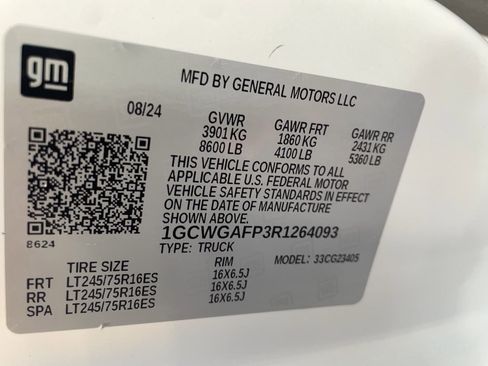 gm
MFD BY GENERAL MOTORS LLC
08/24 GVWR GAWR FRT GAWR RR
3901 KG 1860 KG 2431 KG
8600 LB 4100 LB 5360 LB
THIS VEHICLE CONFORMS TO ALL
APPLICABLE U.S. FEDERAL MOTOR
VEHICLE SAFETY STANDARDS IN EFFECT
ON THE DATE OF MANUFACTURE
SHOWN ABOVE.
8624 1GCWGAFP3R1264093
TYPE: TRUCK MODEL: 33CG23405
TIRE SIZE RIM
FRT LT245/75R16ES 16X6.5J
RR LT245/75R16ES 16X6.5J
SPA LT245/75R16ES 16X6.5J